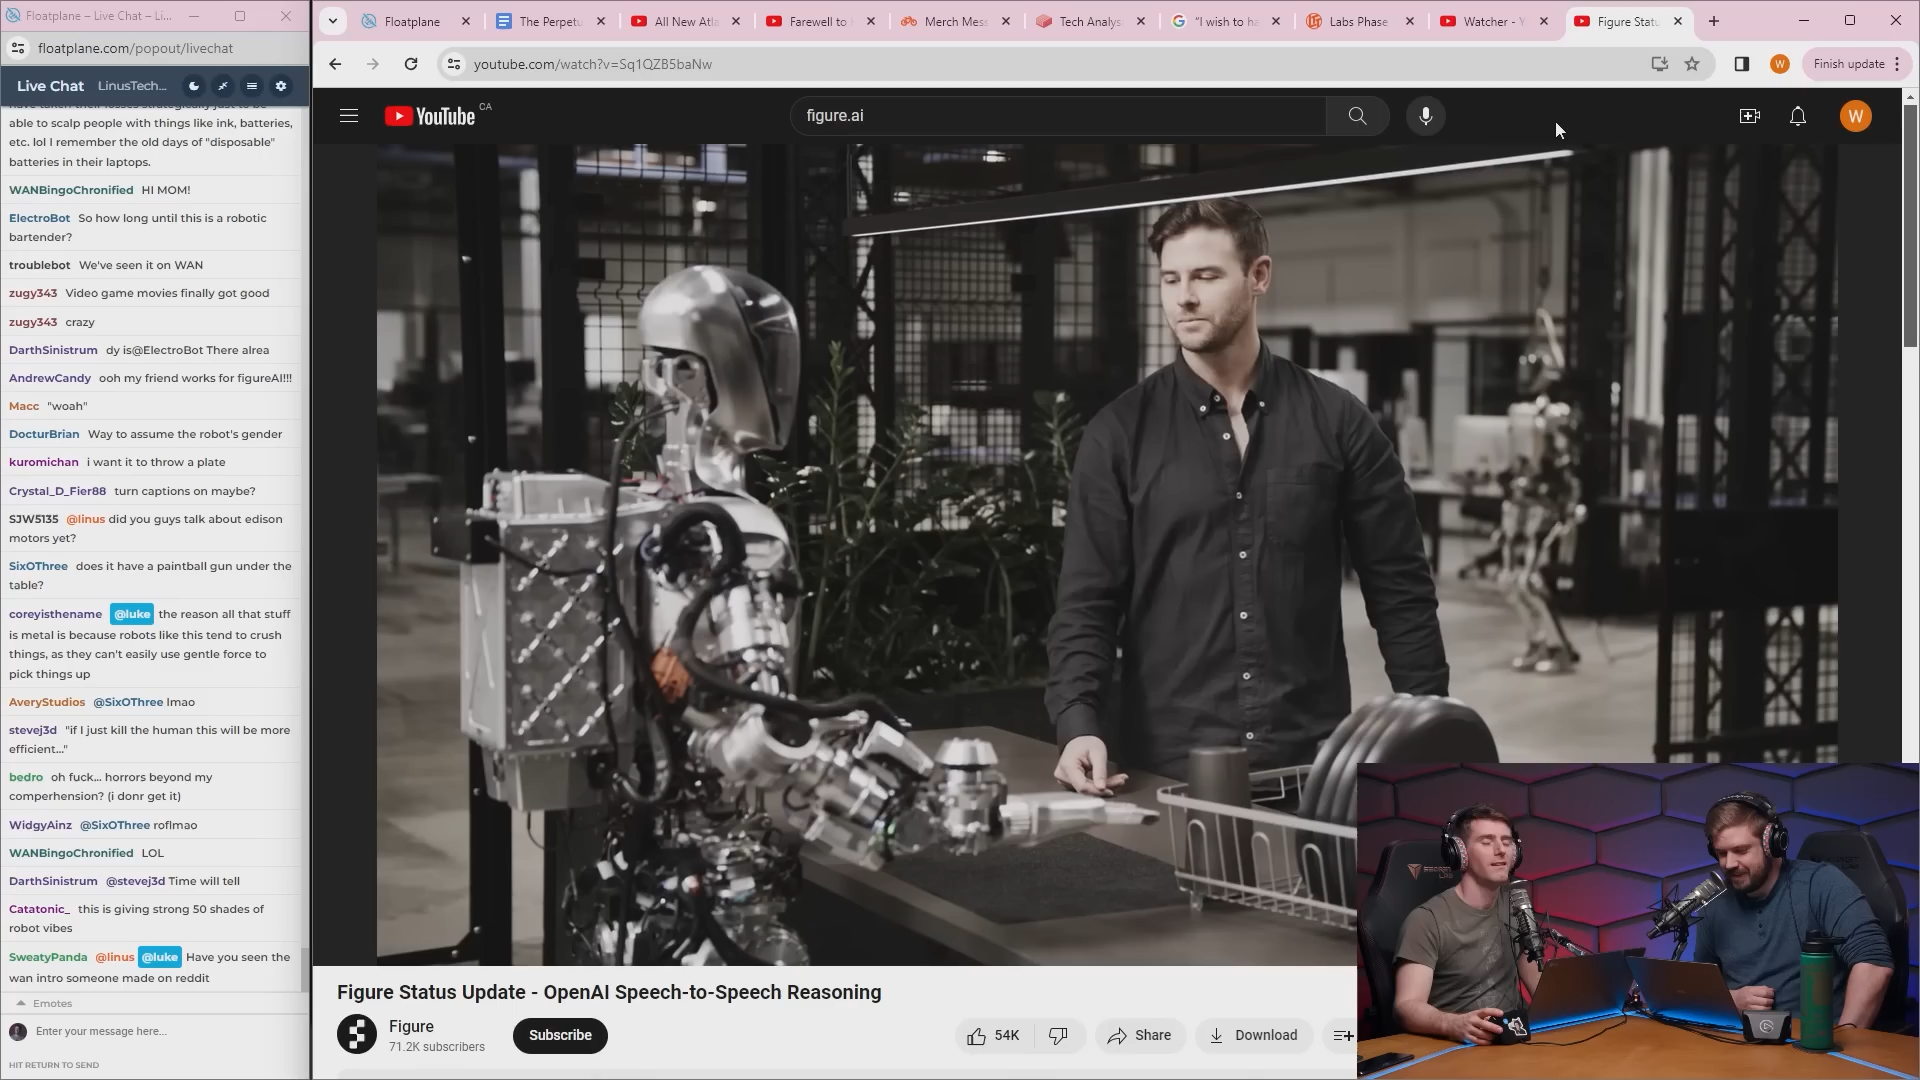 Floatplane – Live Chat – Li...
floatplane.com/popout/livechat
Live Chat LinusTech...
able to scalp people with things like ink, batteries,
etc. lol I remember the old days of "disposable"
batteries in their laptops.
WANBingoChronified HI MOM!
ElectroBot So how long until this is a robotic
bartender?
troublebot We've seen it on WAN
zugy343 Video game movies finally got good
zugy343 crazy
DarthSinistrum dy is@ElectroBot There alrea
AndrewCandy ooh my friend works for figureAI!!!
Macc "woah"
DocturBrian Way to assume the robot's gender
kuromichan i want it to throw a plate
Crystal_D_Fier88 turn captions on maybe?
SJW5135 @linus did you guys talk about edison
motors yet?
SixOThree does it have a paintball gun under the
table?
coreyisthename @luke the reason all that stuff
is metal is because robots like this tend to crush
things, as they can't easily use gentle force to
pick things up
AveryStudios @SixOThree lmao
stevej3d "if I just kill the human this will be more
efficient..."
bedro oh fuck... horrors beyond my
comperhension? (i donr get it)
WidgyAinz @SixOThree roflmao
WANBingoChronified LOL
DarthSinistrum @stevej3d Time will tell
Catatonic_ this is giving strong 50 shades of
robot vibes
SweatyPanda @linus @luke Have you seen the
wan intro someone made on reddit
Emotes
Enter your message here...
HIT RETURN TO SEND
Floatplane
The Perpetu
All New Atla
Farewell to
Merch Mess
Tech Analys
"I wish to ha
Labs Phase
Watcher - Y
Figure Statu
youtube.com/watch?v=Sq1QZB5baNw
W
Finish update
YouTube CA
figure.ai
W
Figure Status Update - OpenAI Speech-to-Speech Reasoning
Figure
71.2K subscribers
Subscribe
54K
Share
Download